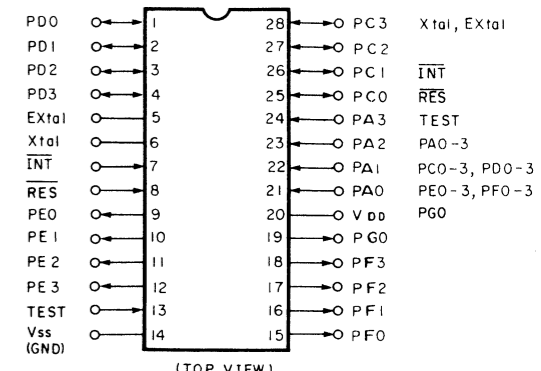 PD0 1 28 PC3 Xtal, EXtal
PD1 2 27 PC2
PD2 3 26 PC1 INT
PD3 4 25 PC0 RES
EXtal 5 24 PA3 TEST
Xtal 6 23 PA2 PA0-3
INT 7 22 PA1 PC0-3, PD0-3
RES 8 21 PA0 PE0-3, PF0-3
PE0 9 20 VDD PG0
PE1 10 19 PG0
PE2 11 18 PF3
PE3 12 17 PF2
TEST 13 16 PF1
Vss 14 15 PF0
(GND)
(TOP VIEW)